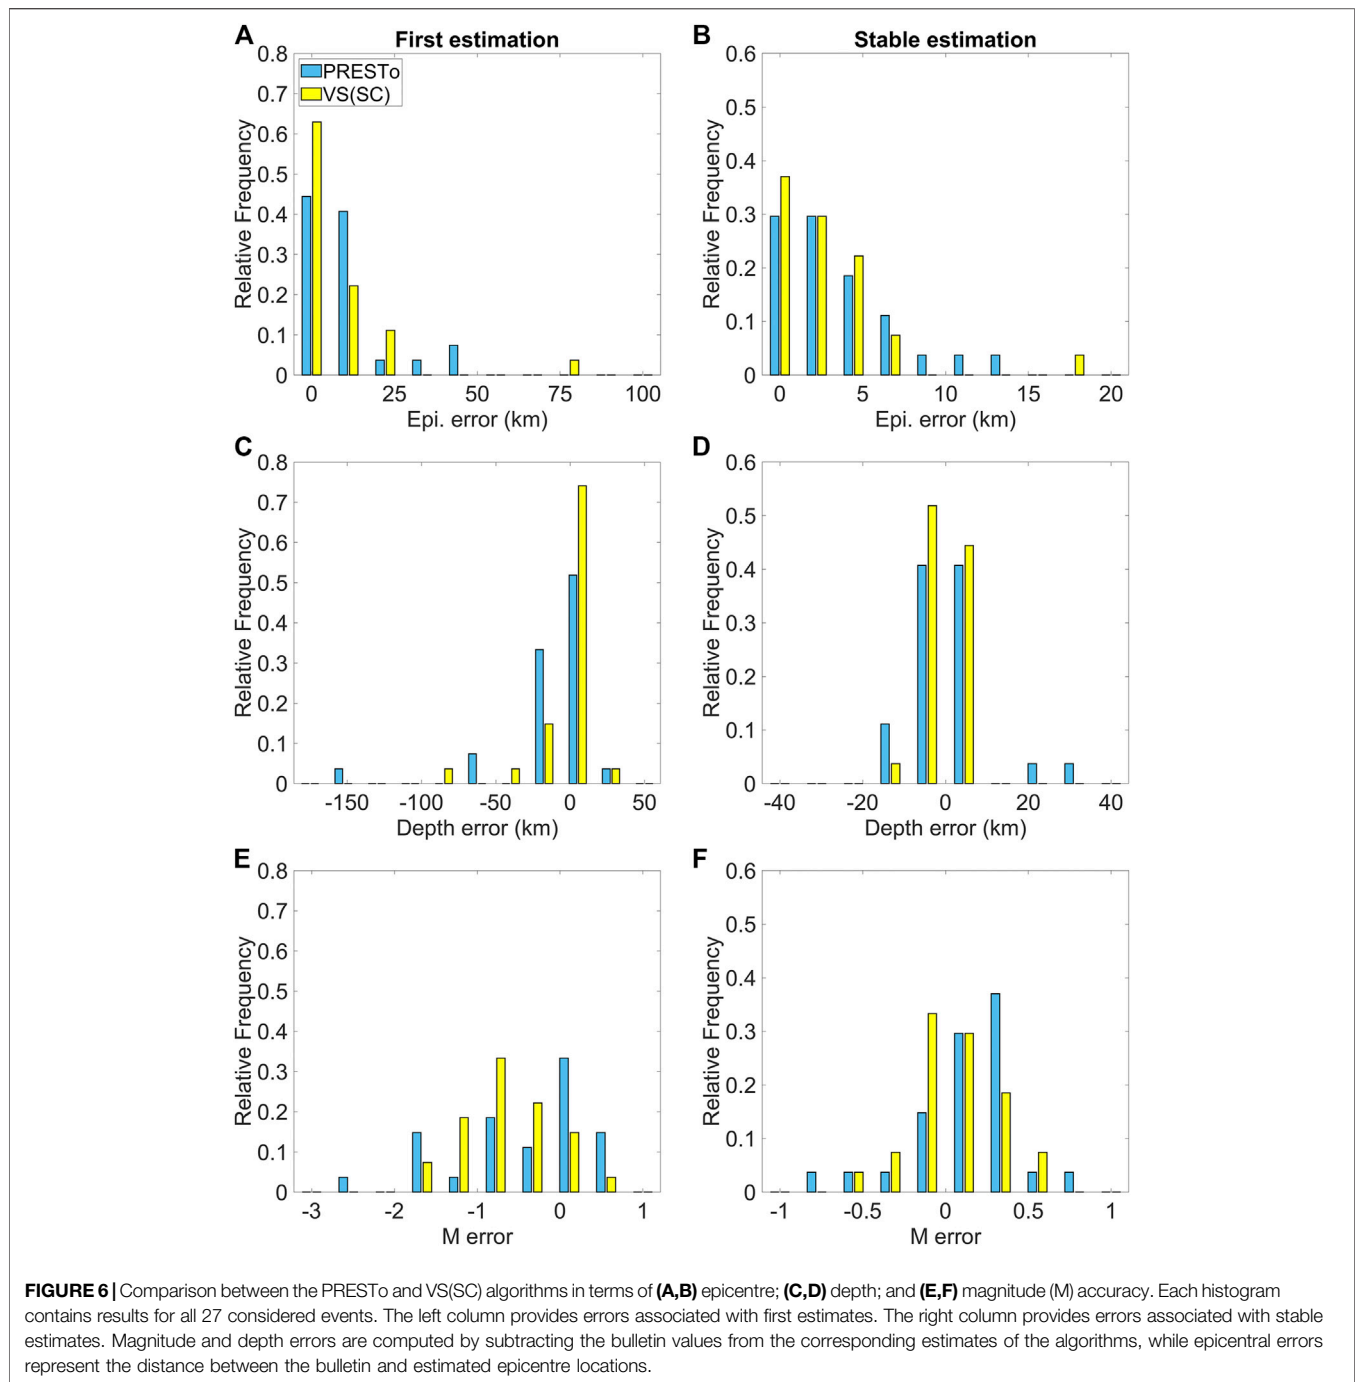 A
First estimation
B
Stable estimation
PRESTo
VS(SC)
0.8
0.7
0.6
0.5
0.4
0.3
0.2
0.1
0
Relative Frequency
0 25 50 75 100
Epi. error (km)
0.6
0.5
0.4
0.3
0.2
0.1
0
Relative Frequency
0 5 10 15 20
Epi. error (km)
C
0.8
0.7
0.6
0.5
0.4
0.3
0.2
0.1
0
Relative Frequency
-150 -100 -50 0 50
Depth error (km)
D
0.6
0.5
0.4
0.3
0.2
0.1
0
Relative Frequency
-40 -20 0 20 40
Depth error (km)
E
0.8
0.7
0.6
0.5
0.4
0.3
0.2
0.1
0
Relative Frequency
-3 -2 -1 0 1
M error
F
0.6
0.5
0.4
0.3
0.2
0.1
0
Relative Frequency
-1 -0.5 0 0.5 1
M error
FIGURE 6 | Comparison between the PRESTo and VS(SC) algorithms in terms of (A,B) epicentre; (C,D) depth; and (E,F) magnitude (M) accuracy. Each histogram
contains results for all 27 considered events. The left column provides errors associated with first estimates. The right column provides errors associated with stable
estimates. Magnitude and depth errors are computed by subtracting the bulletin values from the corresponding estimates of the algorithms, while epicentral errors
represent the distance between the bulletin and estimated epicentre locations.